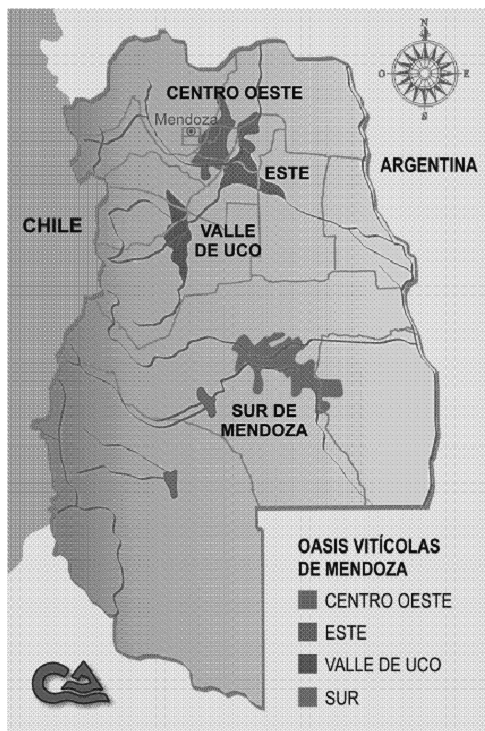 N
O
E
S
CENTRO OESTE
Mendoza
ARGENTINA
ESTE
CHILE
VALLE
DE UCO
SUR DE
MENDOZA
OASIS VITÍCOLAS
DE MENDOZA
CENTRO OESTE
ESTE
VALLE DE UCO
SUR